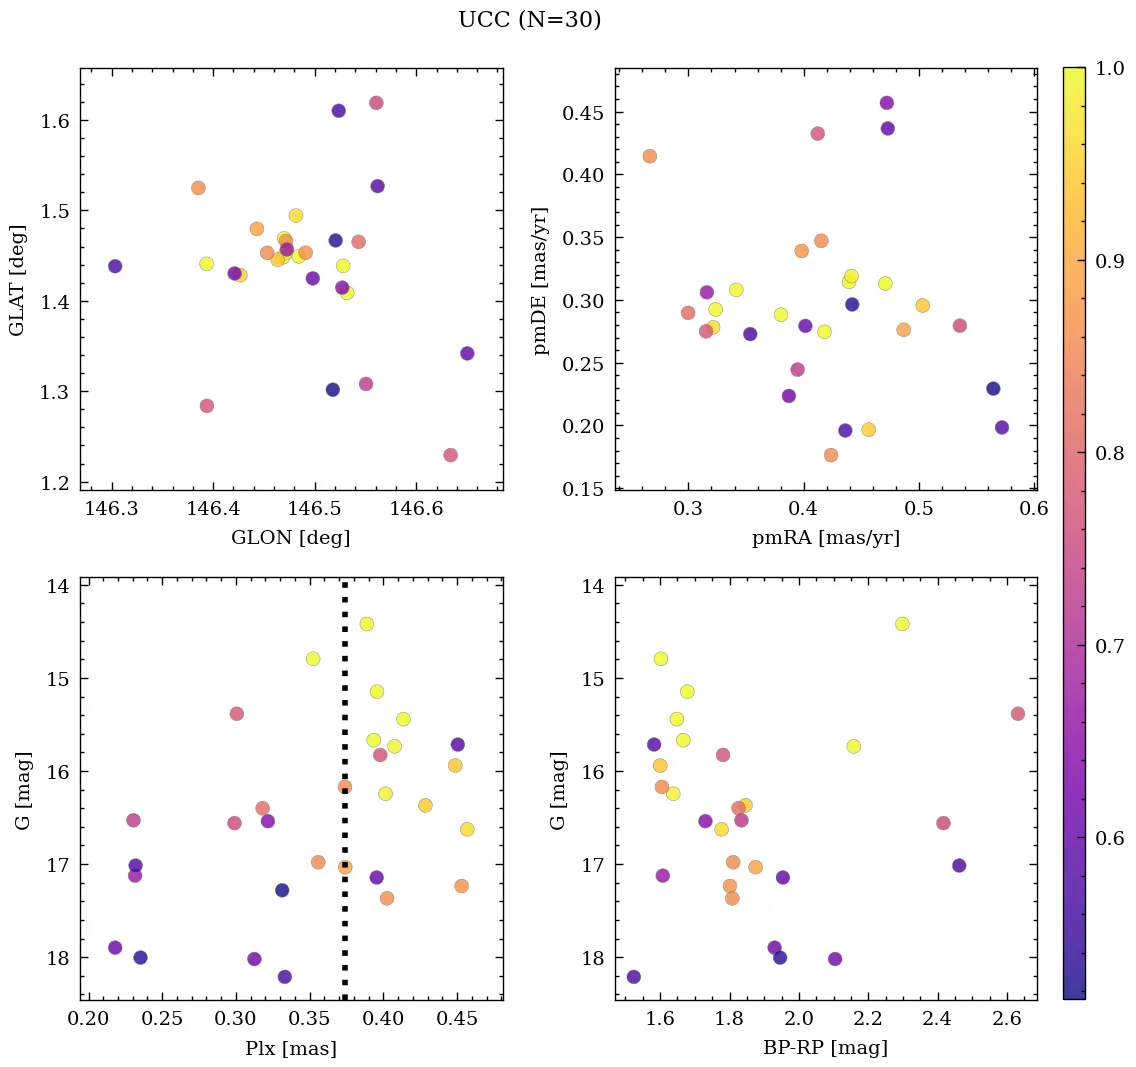 UCC (N=30)
1.6
1.5
1.4
1.3
1.2
GLAT [deg]
146.3 146.4 146.5 146.6
GLON [deg]
0.45
0.40
0.35
0.30
0.25
0.20
0.15
pmDE [mas/yr]
0.3 0.4 0.5 0.6
pmRA [mas/yr]
14
15
16
17
18
G [mag]
0.20 0.25 0.30 0.35 0.40 0.45
Plx [mas]
14
15
16
17
18
G [mag]
1.6 1.8 2.0 2.2 2.4 2.6
BP-RP [mag]
1.0
0.9
0.8
0.7
0.6